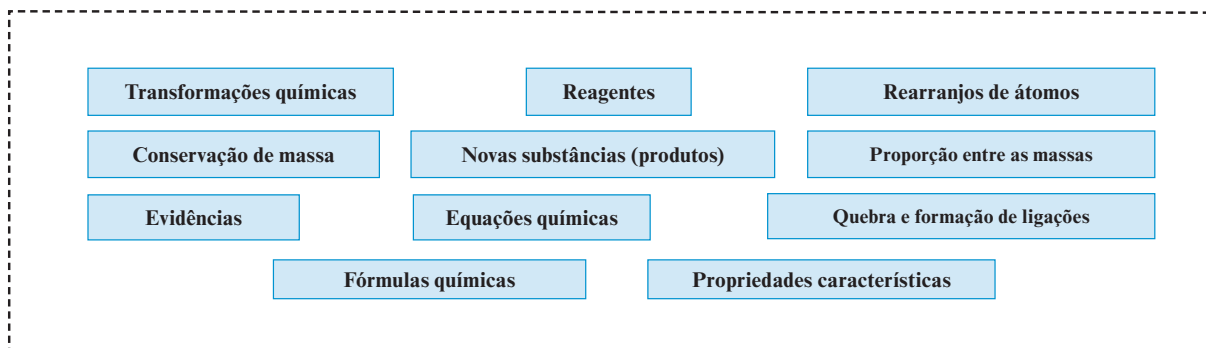 Transformações químicas
Reagentes
Rearranjos de átomos
Conservação de massa
Novas substâncias (produtos)
Proporção entre as massas
Evidências
Equações químicas
Quebra e formação de ligações
Fórmulas químicas
Propriedades características